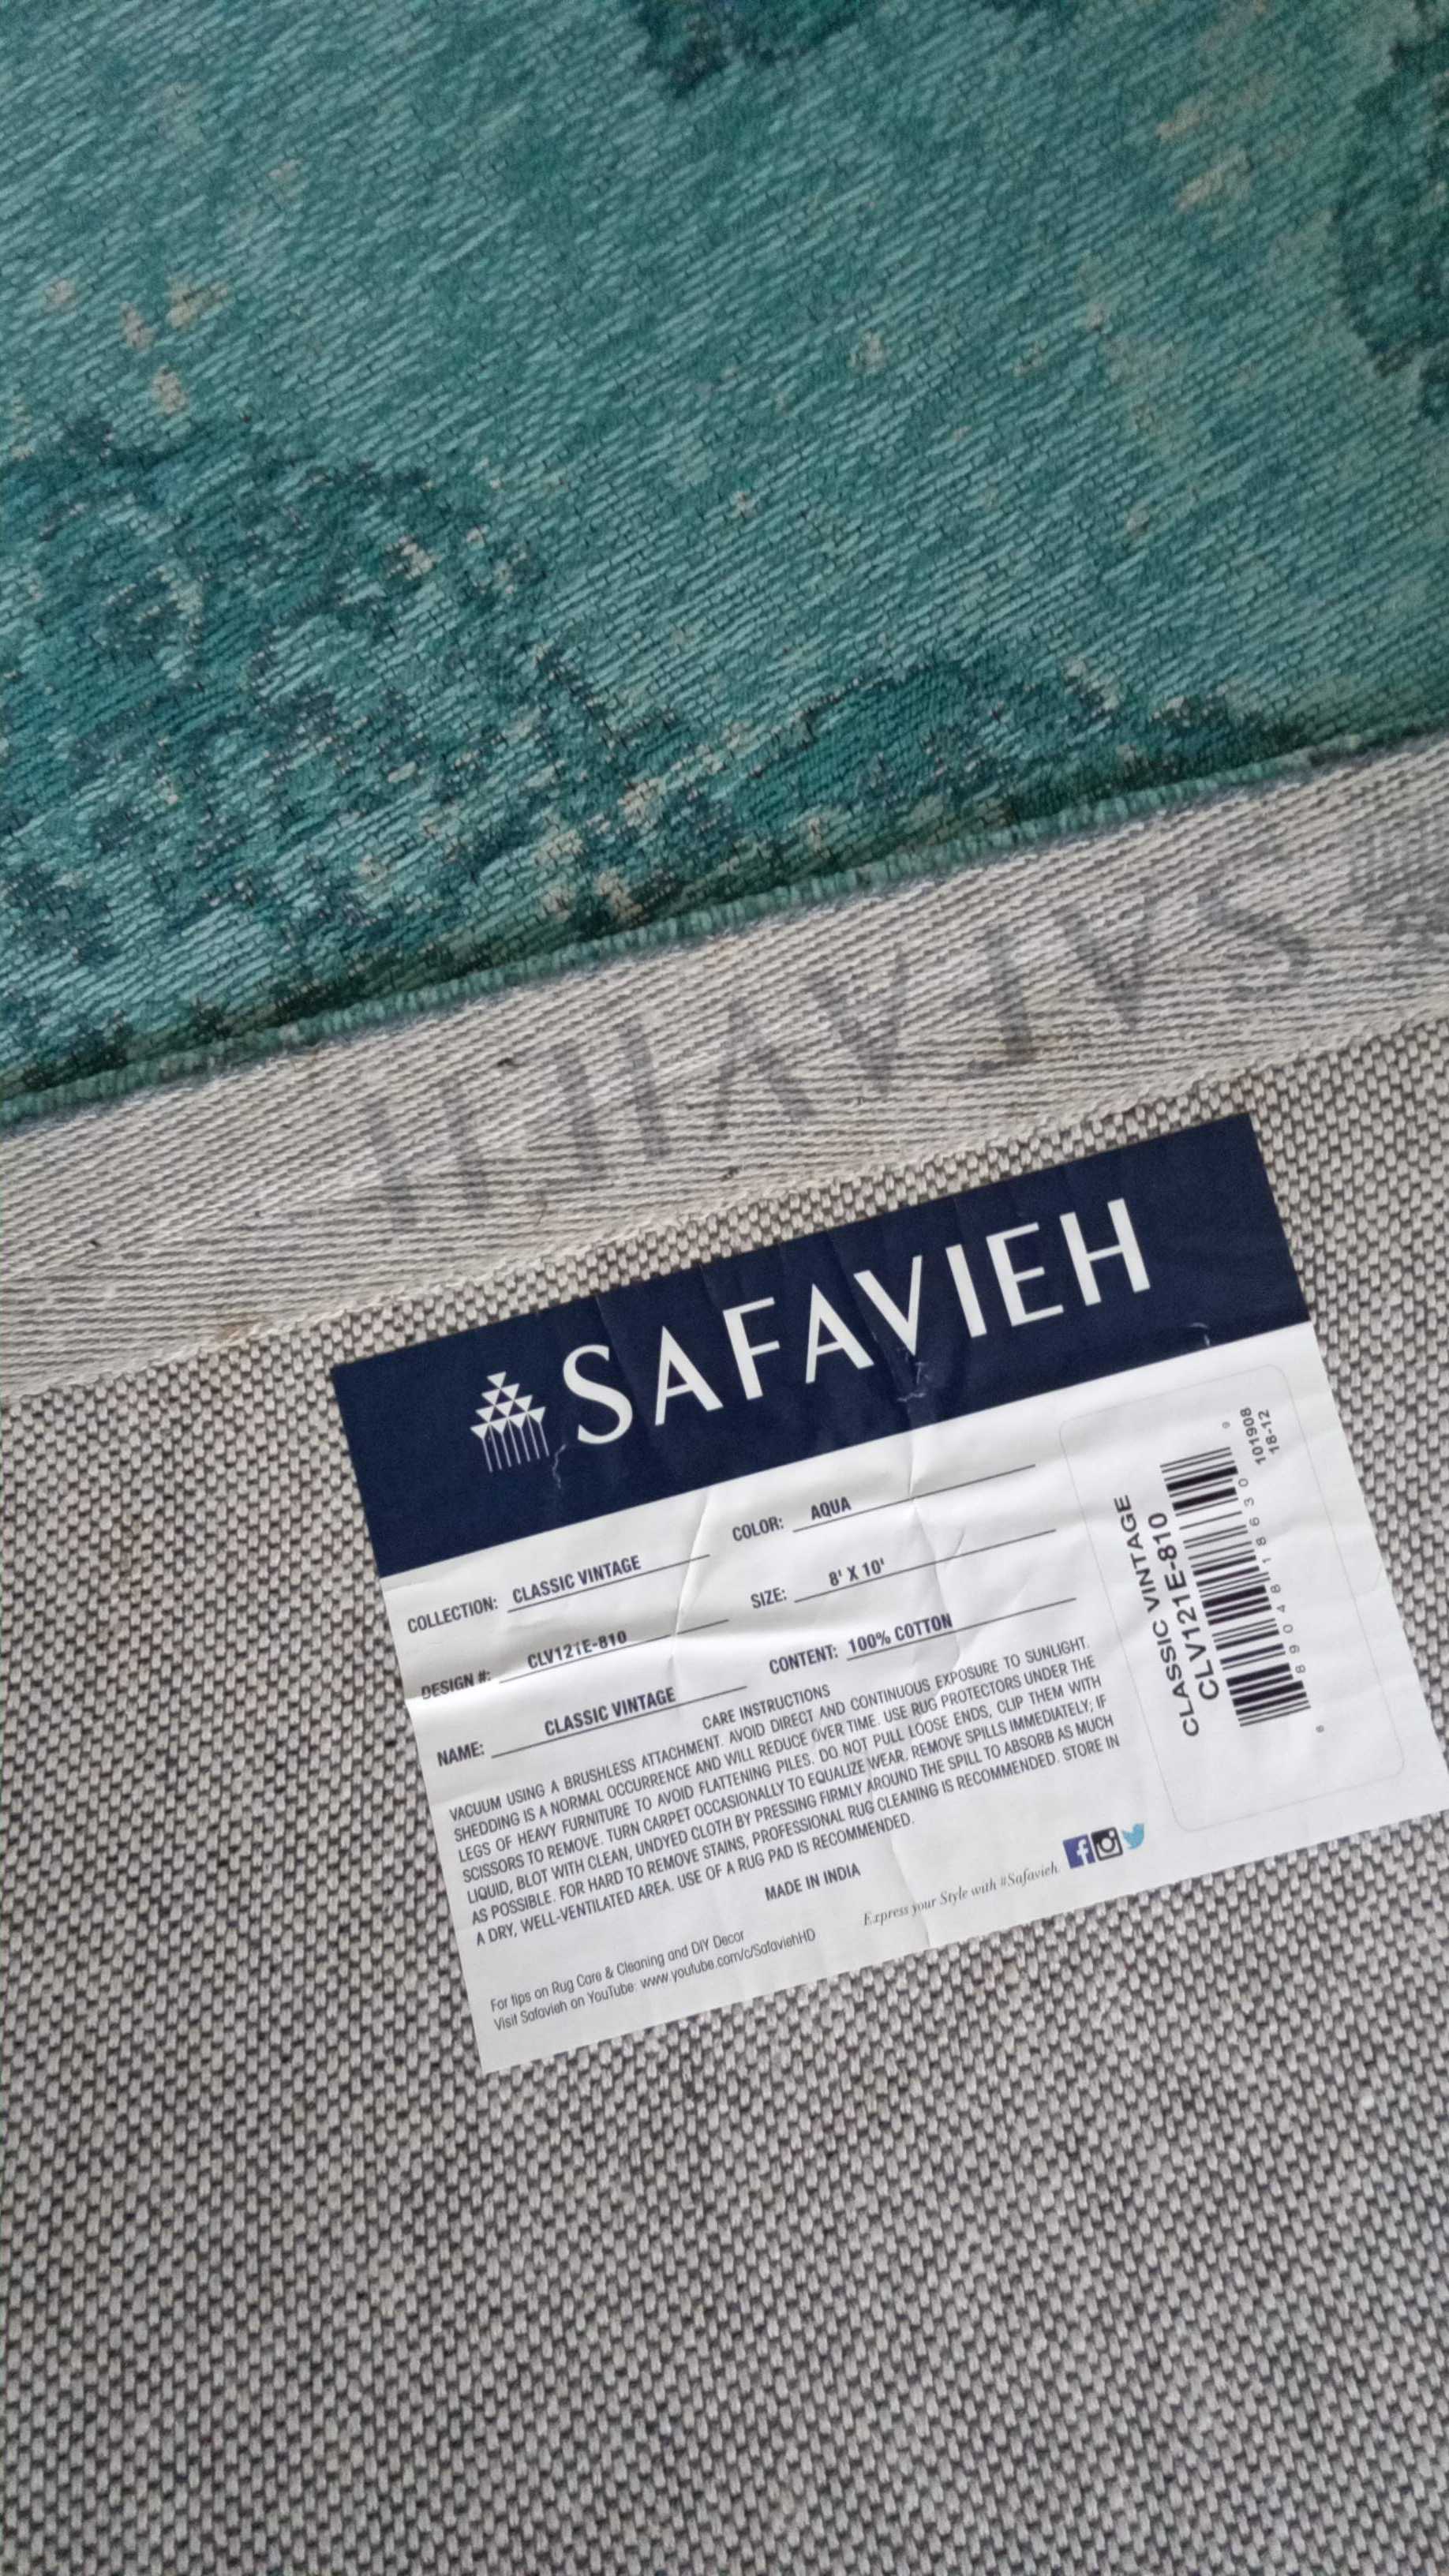 SAFAVIEH
SAFAVIEH
COLLECTION: CLASSIC VINTAGE
COLOR: AQUA
DESIGN #: CLV121E-810
SIZE: 8' X 10'
NAME: CLASSIC VINTAGE
CONTENT: 100% COTTON
CARE INSTRUCTIONS
VACUUM USING A BRUSHLESS ATTACHMENT. AVOID DIRECT AND CONTINUOUS EXPOSURE TO SUNLIGHT.
SHEDDING IS A NORMAL OCCURRENCE AND WILL REDUCE OVER TIME. USE RUG PROTECTORS UNDER THE
LEGS OF HEAVY FURNITURE TO AVOID FLATTENING PILES. DO NOT PULL LOOSE ENDS, CLIP THEM WITH
SCISSORS TO REMOVE. TURN CARPET OCCASIONALLY TO EQUALIZE WEAR. REMOVE SPILLS IMMEDIATELY; IF
LIQUID, BLOT WITH CLEAN, UNDYED CLOTH BY PRESSING FIRMLY AROUND THE SPILL TO ABSORB AS MUCH
AS POSSIBLE. FOR HARD TO REMOVE STAINS, PROFESSIONAL RUG CLEANING IS RECOMMENDED. STORE IN
A DRY, WELL-VENTILATED AREA. USE OF A RUG PAD IS RECOMMENDED.
MADE IN INDIA
For tips on Rug Care & Cleaning and DIY Decor
Visit Safavieh on YouTube: www.youtube.com/c/SafaviehHD
Express your Style with #Safavieh
CLASSIC VINTAGE
CLV121E-810
8 89048 18630 9
101908
18-12